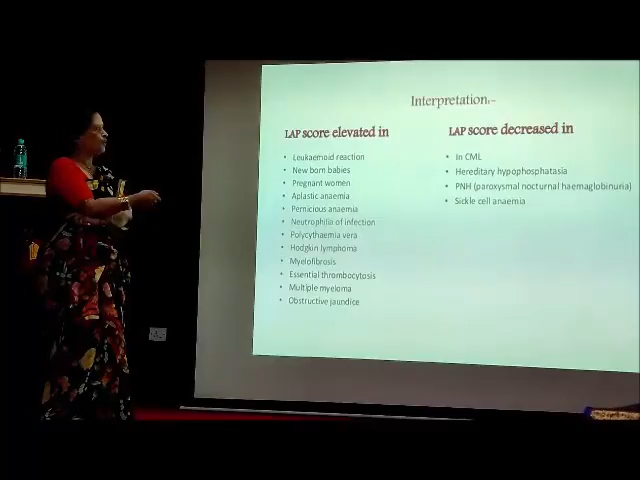 Interpretation:-
LAP score elevated in
• Leukaemoid reaction
• New born babies
• Pregnant women
• Aplastic anaemia
• Pernicious anaemia
• Neutrophilia of infection
• Polycythaemia vera
• Hodgkin lymphoma
• Myelofibrosis
• Essential thrombocytosis
• Multiple myeloma
• Obstructive jaundice
LAP score decreased in
• In CML
• Hereditary hypophosphatasia
• PNH (paroxysmal nocturnal haemaglobinuria)
• Sickle cell anaemia